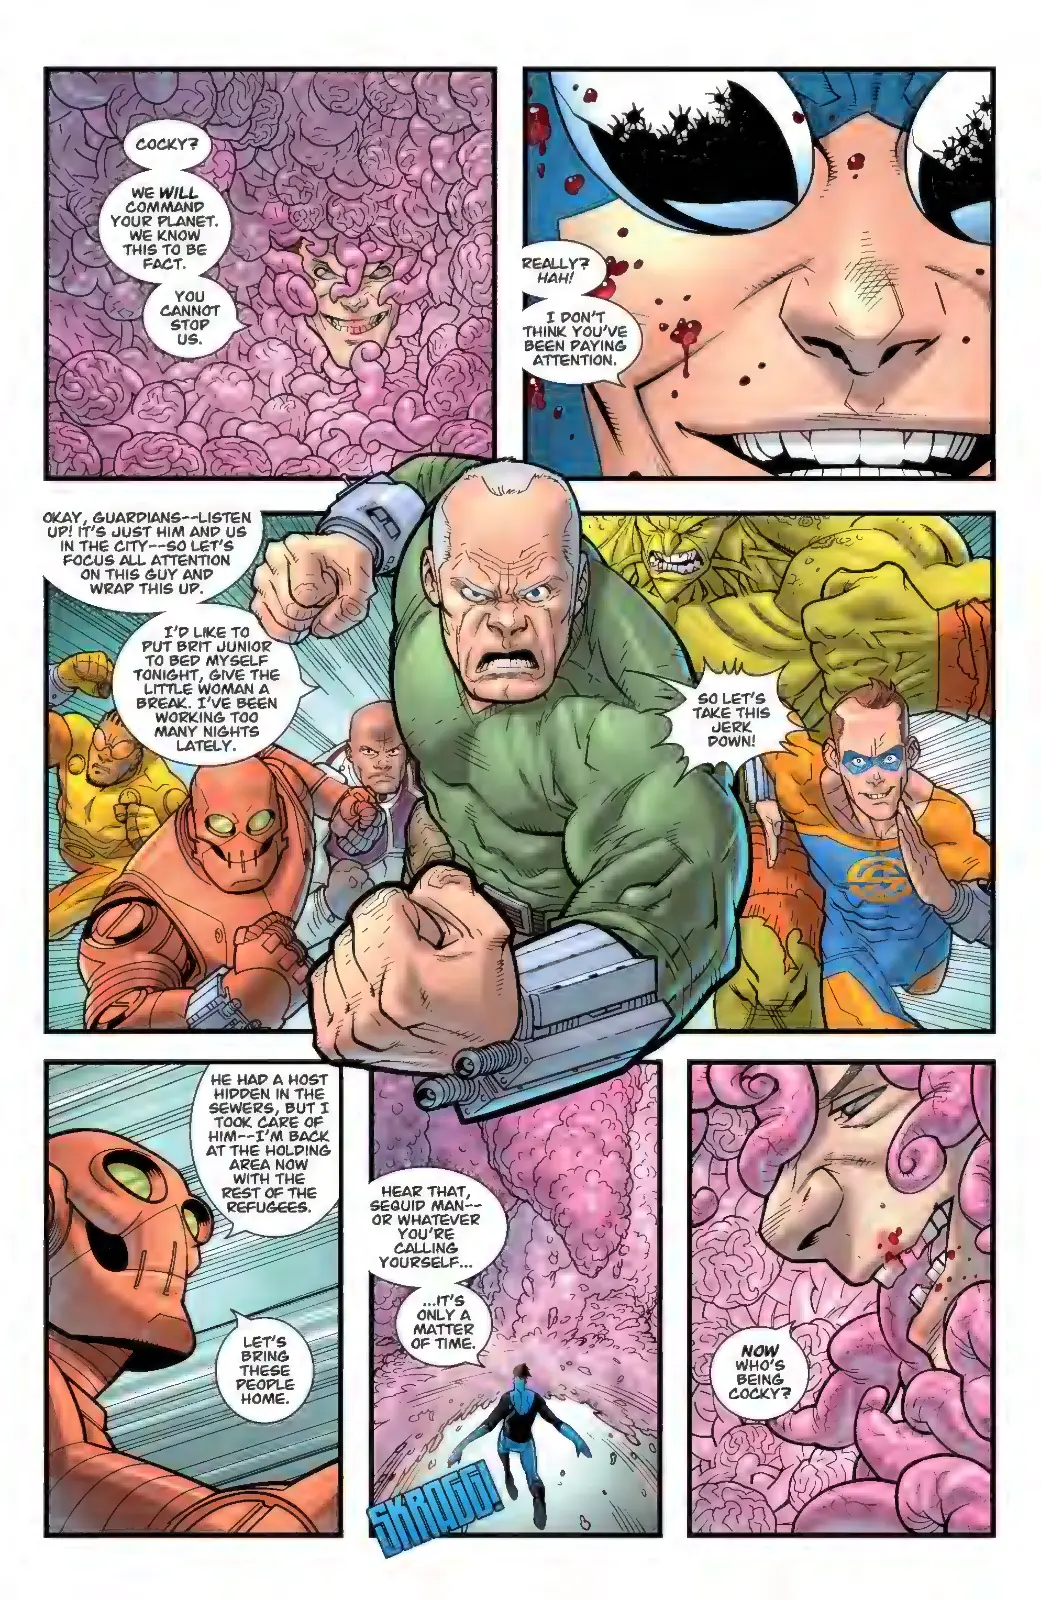 COCKY?
WE WILL
COMMAND
YOUR PLANET.
WE KNOW
THIS TO BE
FACT.
YOU
CANNOT
STOP
US.
REALLY?
HAH!
I DON'T
THINK YOU'VE
BEEN PAYING
ATTENTION.
OKAY, GUARDIANS--LISTEN
UP! IT'S JUST HIM AND US
IN THE CITY--SO LET'S
FOCUS ALL ATTENTION
ON THIS GUY AND
WRAP THIS UP.
I'D LIKE TO
PUT BRIT JUNIOR
TO BED MYSELF
TONIGHT, GIVE THE
LITTLE WOMAN A
BREAK. I'VE BEEN
WORKING TOO
MANY NIGHTS
LATELY.
SO LET'S
TAKE THIS
JERK
DOWN!
HE HAD A HOST
HIDDEN IN THE
SEWERS, BUT I
TOOK CARE OF
HIM--I'M BACK
AT THE HOLDING
AREA NOW
WITH THE
REST OF THE
REFUGEES.
LET'S
BRING
THESE
PEOPLE
HOME.
HEAR THAT,
SEQUID MAN--
OR WHATEVER
YOU'RE
CALLING
YOURSELF...
...IT'S
ONLY A
MATTER
OF TIME.
SKRAGG!
NOW
WHO'S
BEING
COCKY?